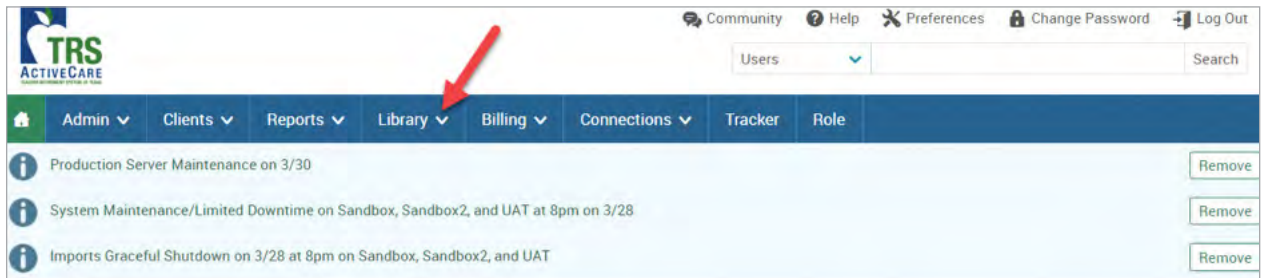 Community Help Preferences Change Password Log Out
TRS
ACTIVECARE
Users Search
Admin Clients Reports Library Billing Connections Tracker Role
Production Server Maintenance on 3/30 Remove
System Maintenance/Limited Downtime on Sandbox, Sandbox2, and UAT at 8pm on 3/28 Remove
Imports Graceful Shutdown on 3/28 at 8pm on Sandbox, Sandbox2, and UAT Remove